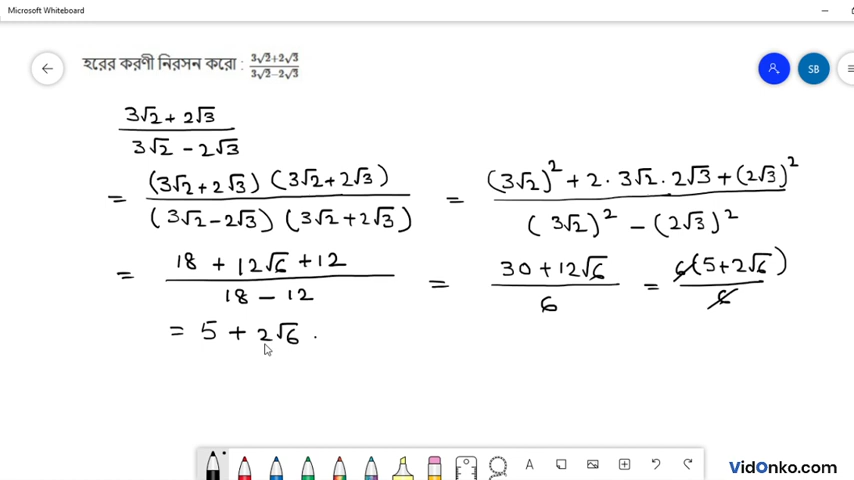 Microsoft Whiteboard
হরের করণী নিরসন করো : (3√2+2√3)/(3√2−2√3)
SB
(3√2 + 2√3)/(3√2 − 2√3)
= ((3√2+2√3) (3√2+2√3))/((3√2−2√3) (3√2+2√3)) = ((3√2)² + 2 · 3√2 · 2√3 + (2√3)²)/((3√2)² − (2√3)²)
= (18 + 12√6 + 12)/(18 − 12) = (30 + 12√6)/6 = 6(5+2√6)/6
= 5 + 2√6 .
A
VidOnko.com